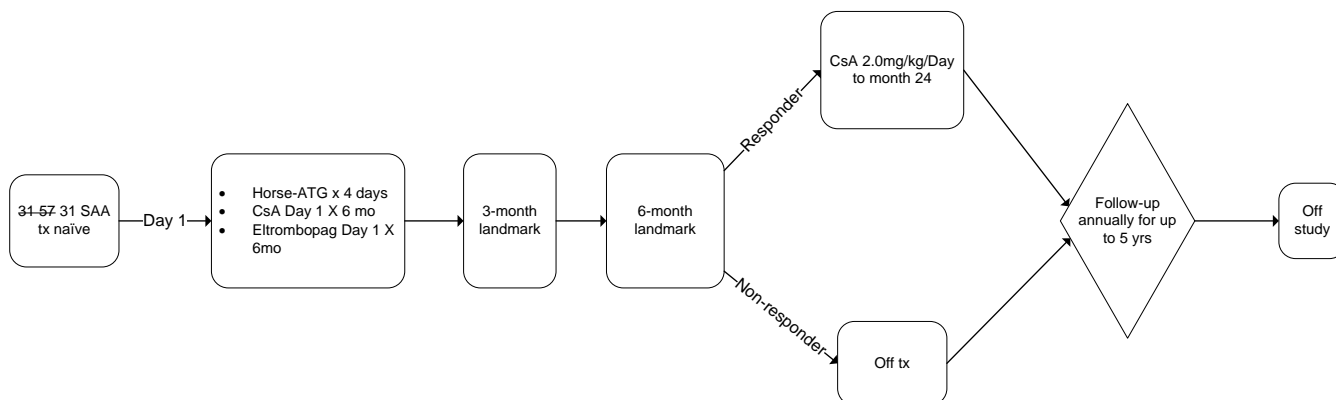 31 57 31 SAA
tx naïve
Day 1
• Horse-ATG x 4 days
• CsA Day 1 X 6 mo
• Eltrombopag Day 1 X
6mo
3-month
landmark
6-month
landmark
Responder
CsA 2.0mg/kg/Day
to month 24
Non-responder
Off tx
Follow-up
annually for up
to 5 yrs
Off
study